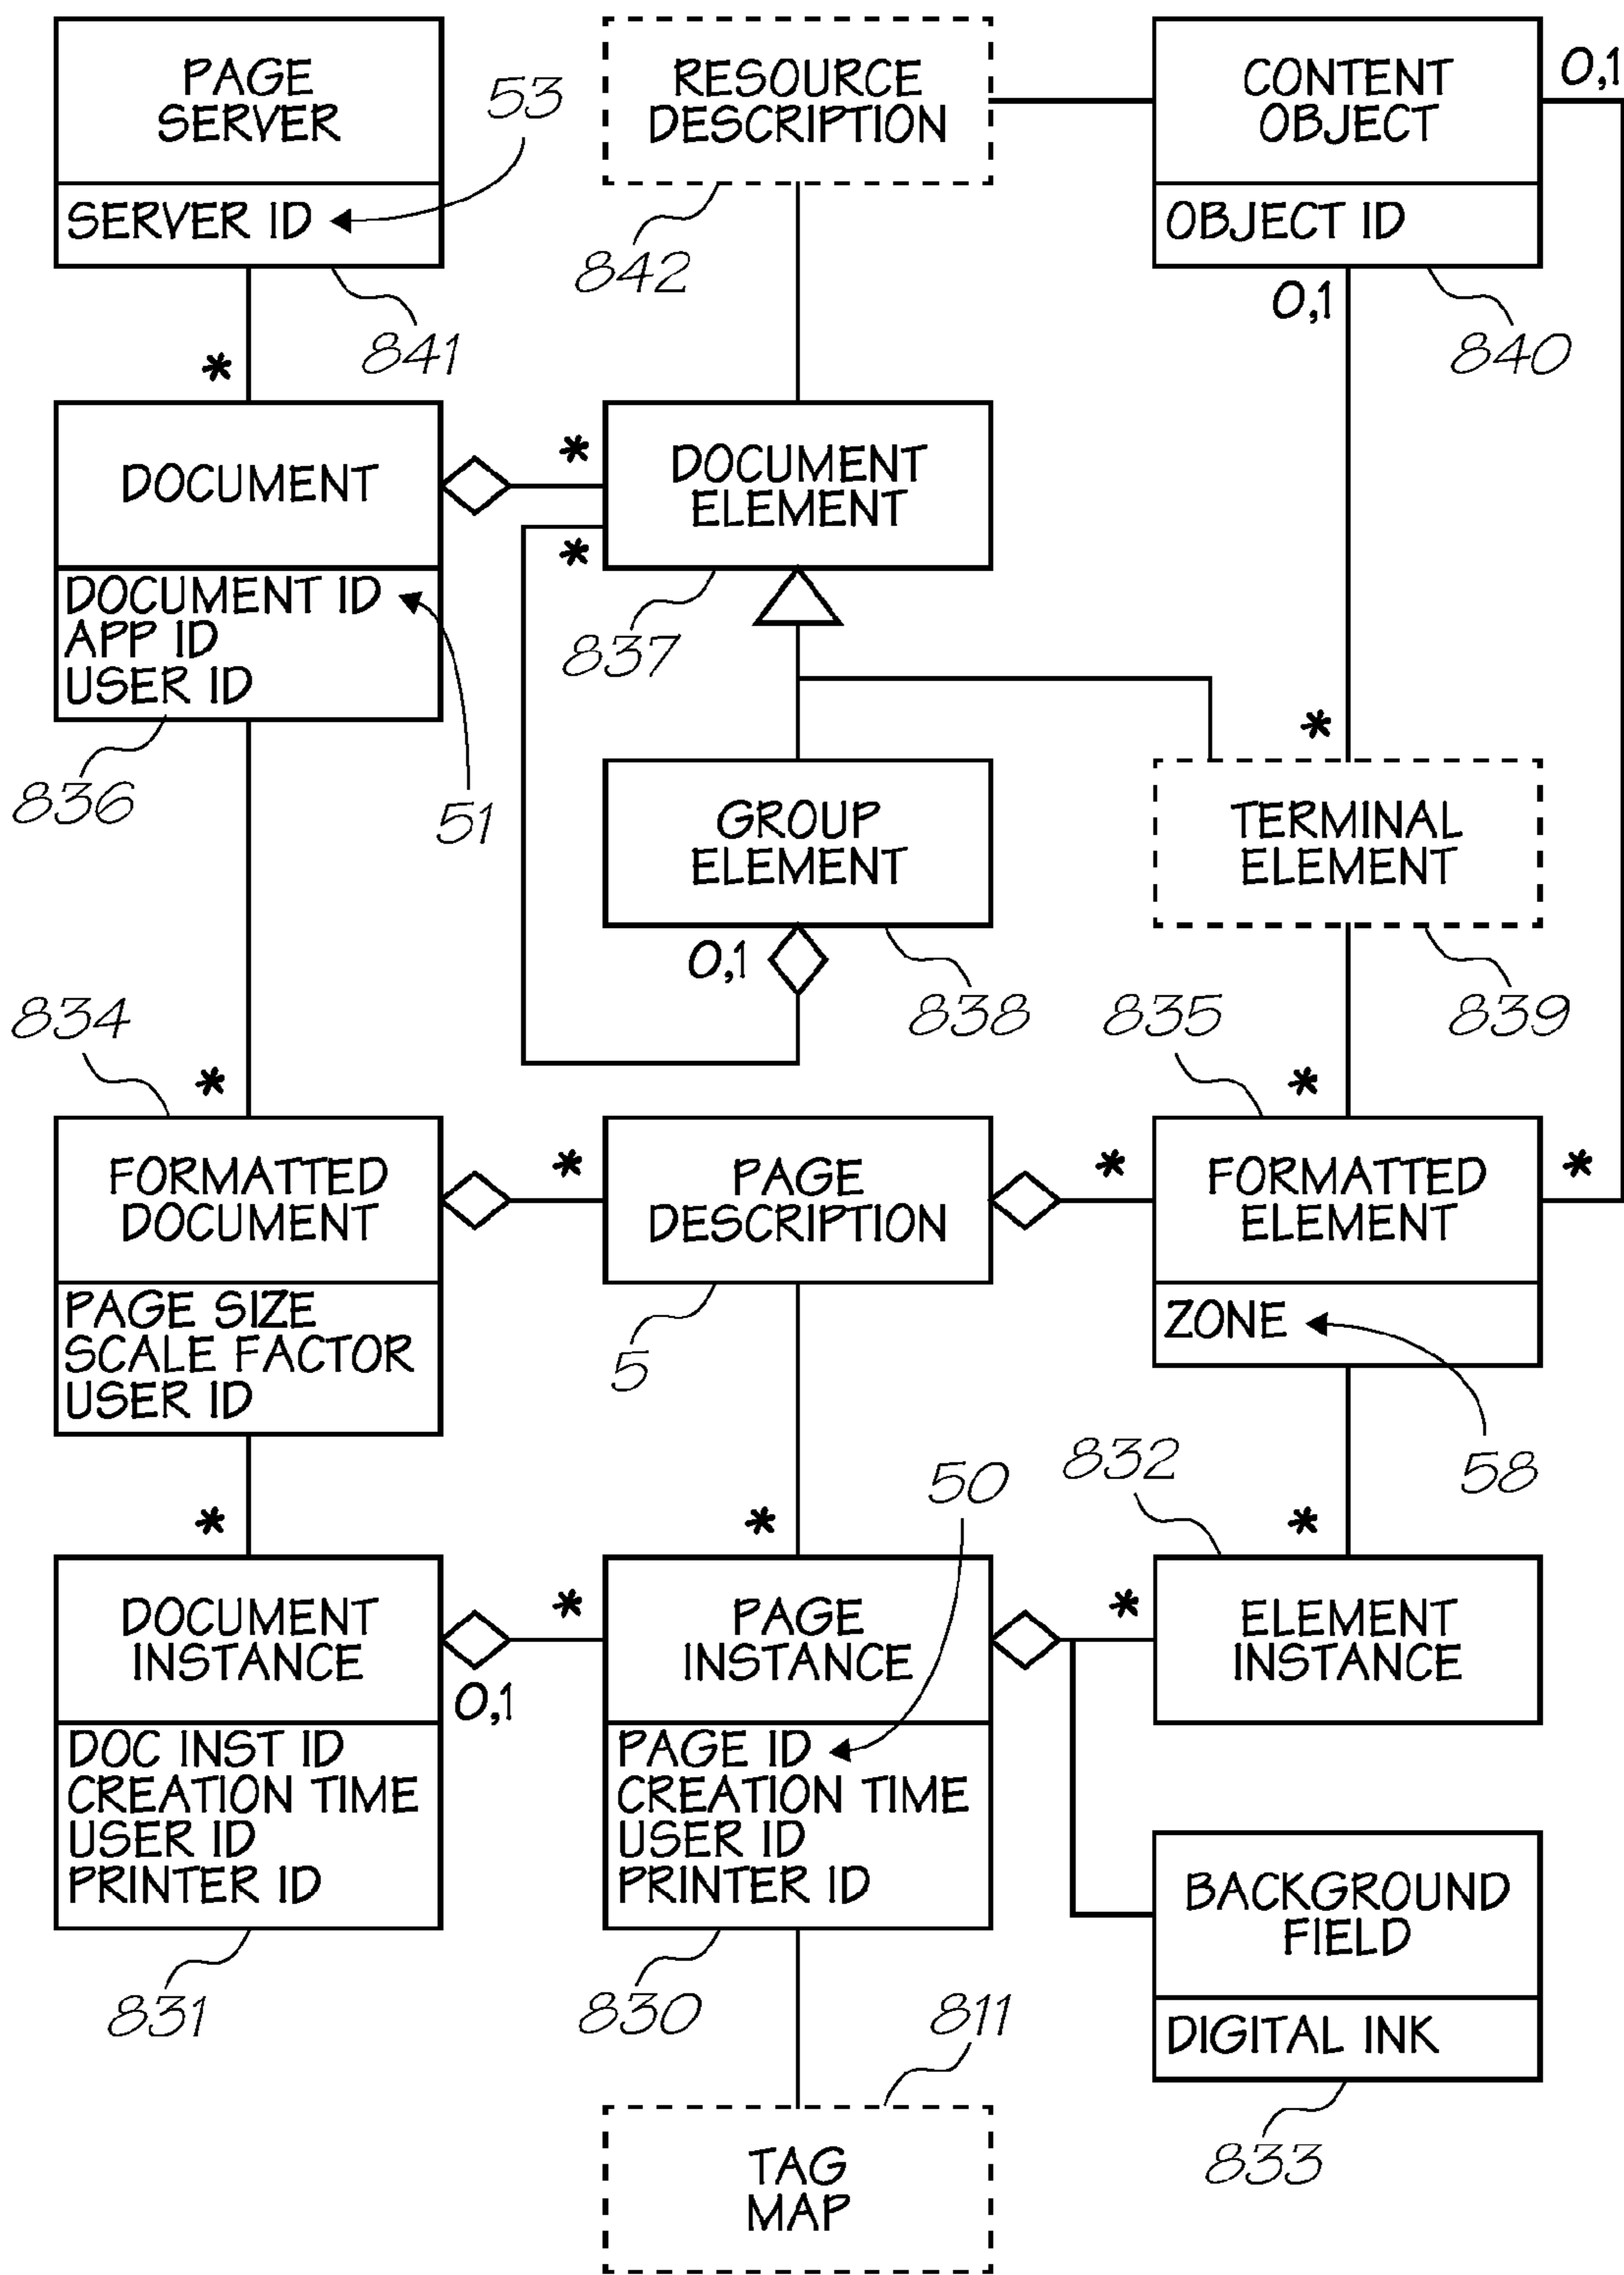 PAGE
SERVER
SERVER ID
53
841
RESOURCE
DESCRIPTION
842
CONTENT
OBJECT
OBJECT ID
0,1
0,1
840
*
DOCUMENT
DOCUMENT ID
APP ID
USER ID
836
51
*
*
DOCUMENT
ELEMENT
837
GROUP
ELEMENT
0,1
838
*
TERMINAL
ELEMENT
839
834
*
FORMATTED
DOCUMENT
PAGE SIZE
SCALE FACTOR
USER ID
*
PAGE
DESCRIPTION
5
835
*
*
*
FORMATTED
ELEMENT
ZONE
58
*
DOCUMENT
INSTANCE
DOC INST ID
CREATION TIME
USER ID
PRINTER ID
831
0,1
*
*
50
PAGE
INSTANCE
PAGE ID
CREATION TIME
USER ID
PRINTER ID
830
832
*
*
ELEMENT
INSTANCE
BACKGROUND
FIELD
DIGITAL INK
833
811
TAG
MAP